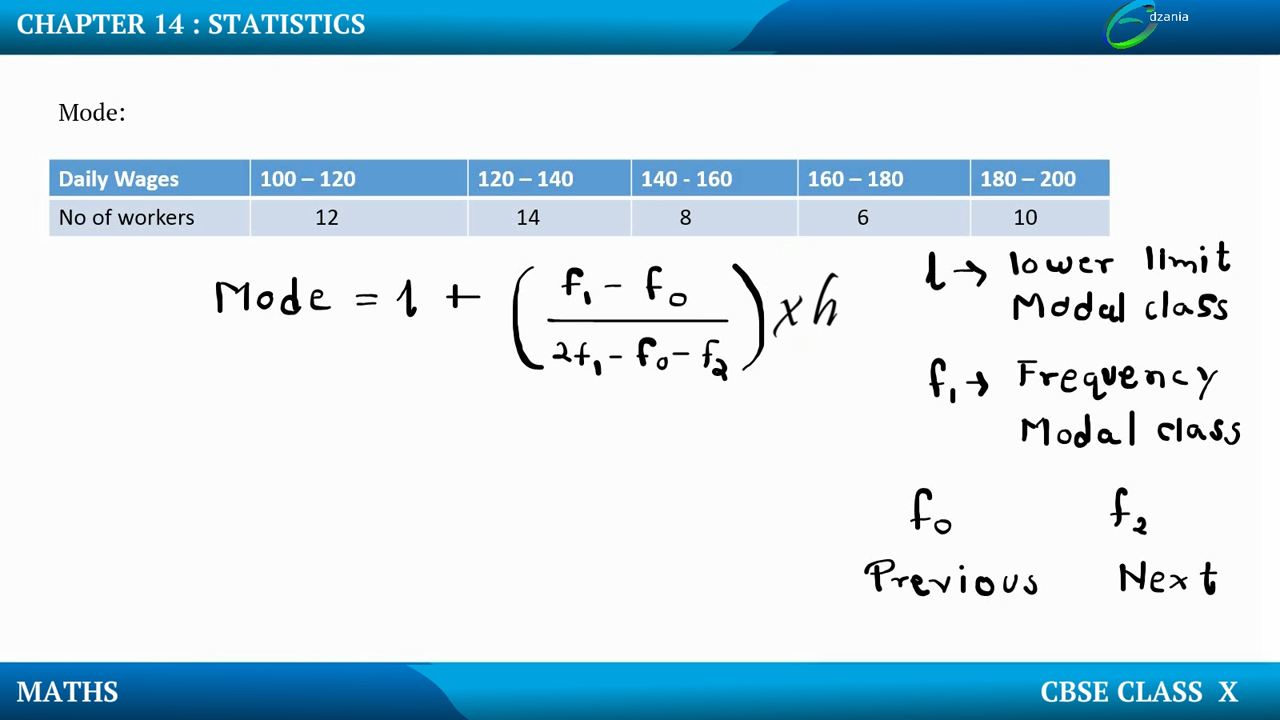 CHAPTER 14 : STATISTICS
dzania
Mode:
Daily Wages 100 – 120 120 – 140 140 - 160 160 – 180 180 – 200
No of workers 12 14 8 6 10
Mode = l + ( f₁ - f₀ / 2f₁ - f₀ - f₂ ) x h
l → lower limit
Modal class
f₁ → Frequency
Modal class
f₀ f₂
Previous Next
MATHS
CBSE CLASS X